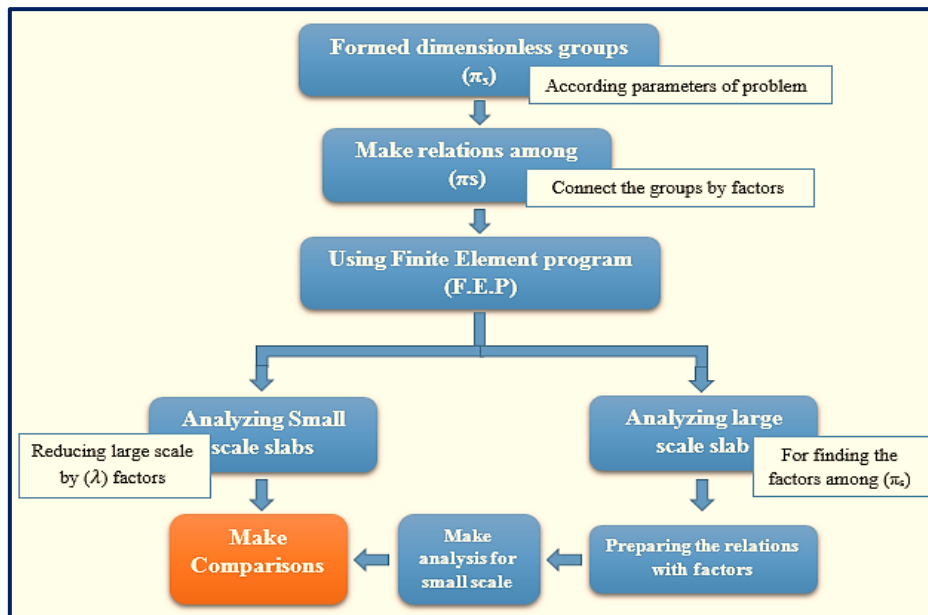 Formed dimensionless groups
(πs)
According parameters of problem
Make relations among
(πs)
Connect the groups by factors
Using Finite Element program
(F.E.P)
Analyzing Small
scale slabs
Reducing large scale
by (λ) factors
Analyzing large
scale slab
For finding the
factors among (πs)
Make
Comparisons
Make
analysis for
small scale
Preparing the relations
with factors